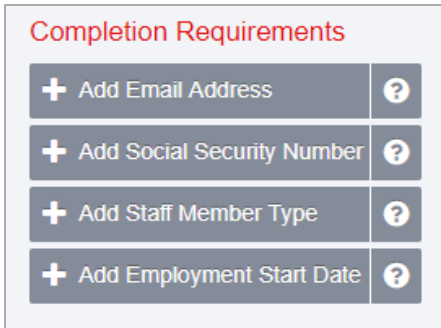 Completion Requirements
+ Add Email Address ?
+ Add Social Security Number ?
+ Add Staff Member Type ?
+ Add Employment Start Date ?